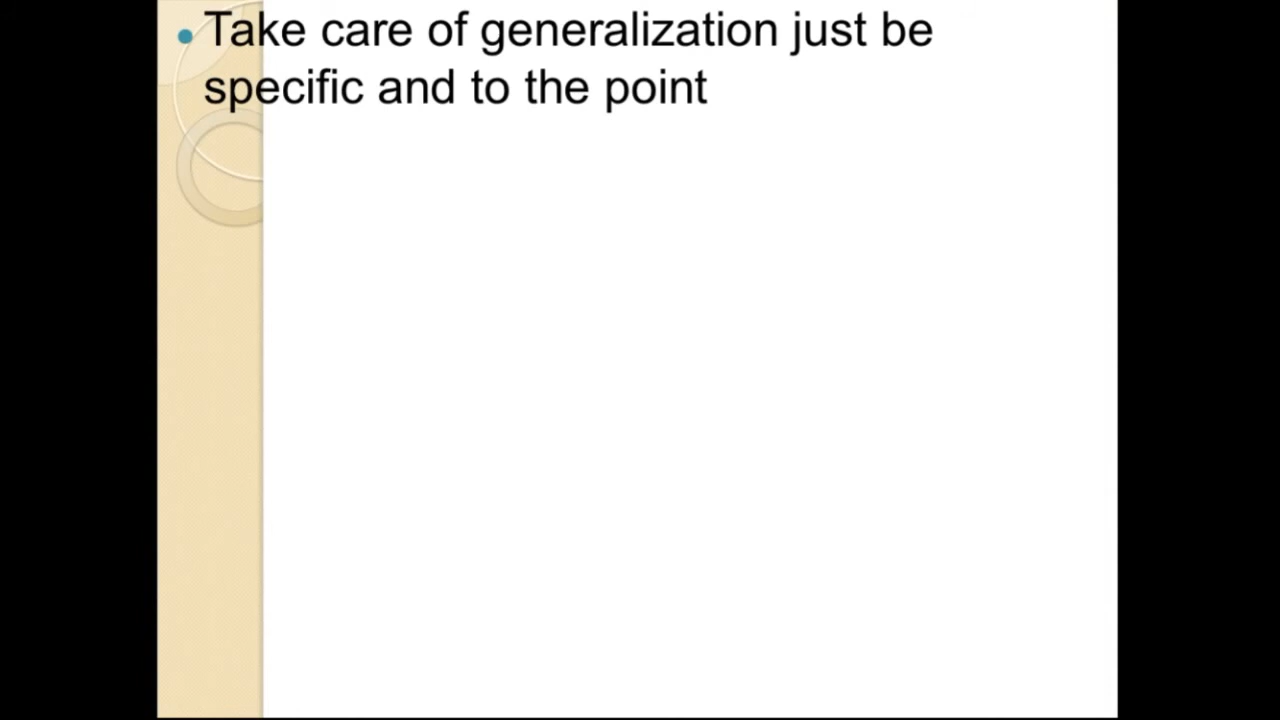 • Take care of generalization just be
specific and to the point